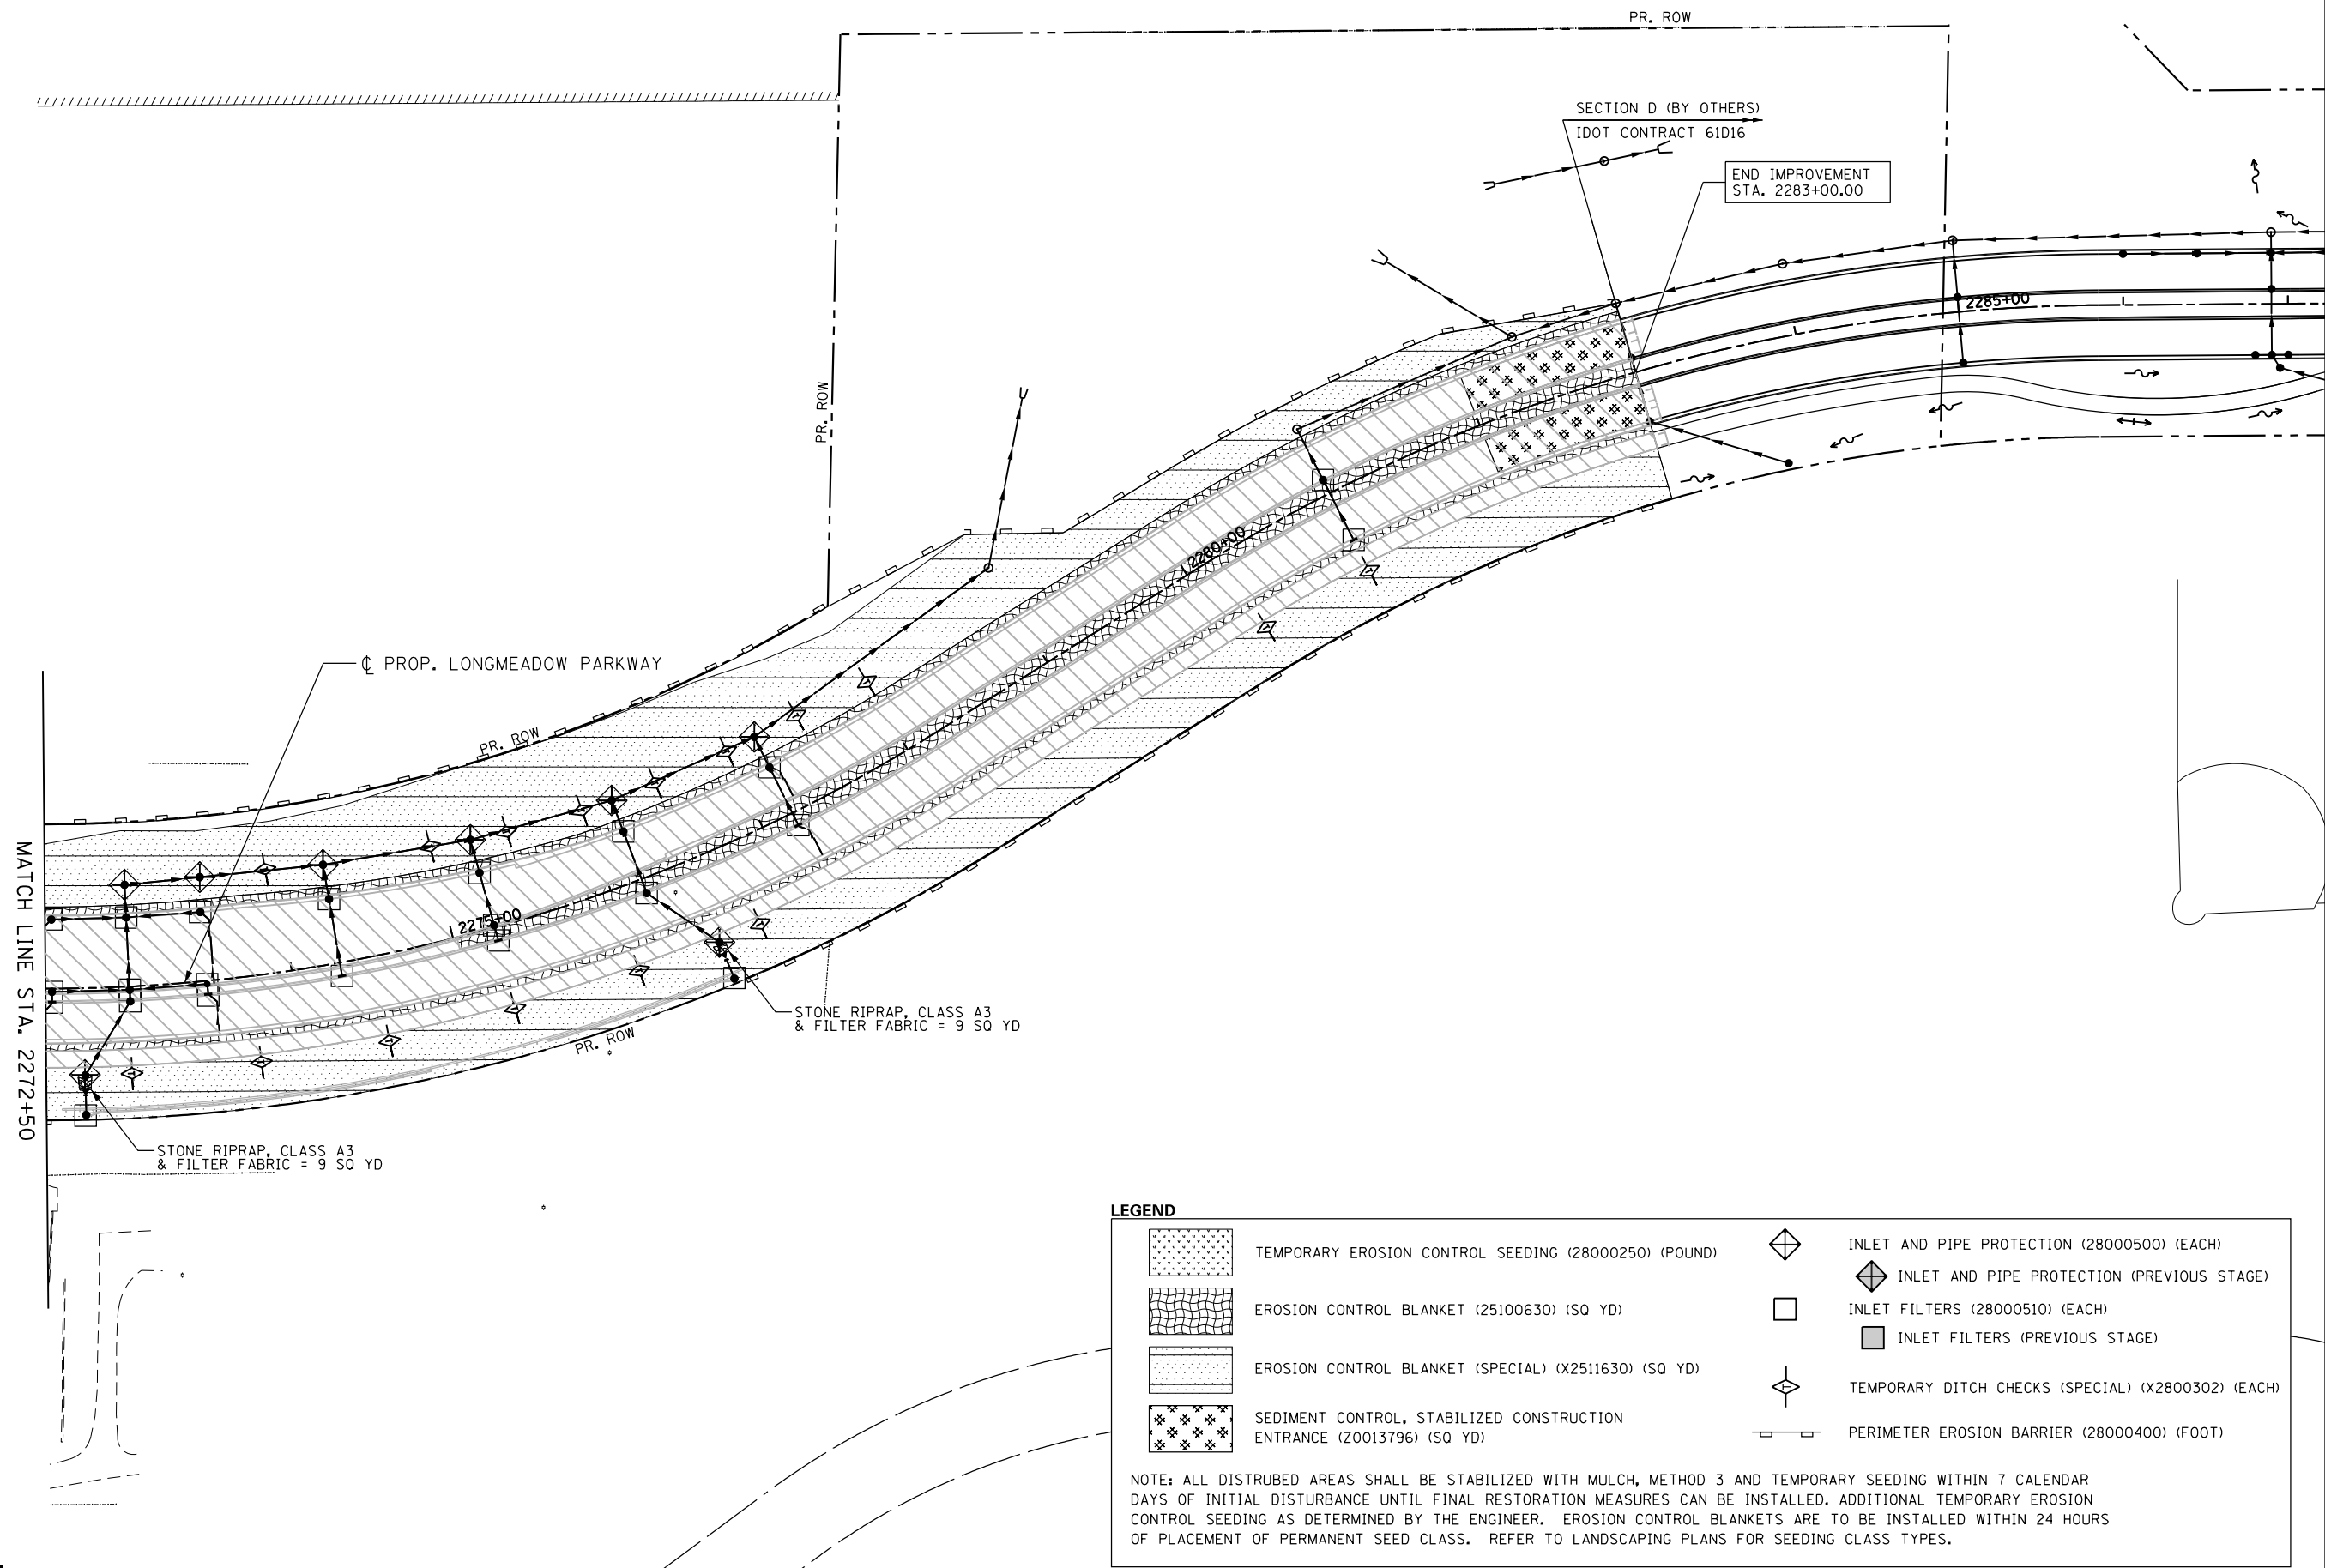 PR. ROW
SECTION D (BY OTHERS)
IDOT CONTRACT 61D16
END IMPROVEMENT
STA. 2283+00.00
2285+00
PR. ROW
2280+00
℄ PROP. LONGMEADOW PARKWAY
PR. ROW
2275+00
MATCH LINE STA. 2272+50
STONE RIPRAP, CLASS A3
& FILTER FABRIC = 9 SQ YD
PR. ROW
STONE RIPRAP, CLASS A3
& FILTER FABRIC = 9 SQ YD
LEGEND
TEMPORARY EROSION CONTROL SEEDING (28000250) (POUND)
EROSION CONTROL BLANKET (25100630) (SQ YD)
EROSION CONTROL BLANKET (SPECIAL) (X2511630) (SQ YD)
SEDIMENT CONTROL, STABILIZED CONSTRUCTION
ENTRANCE (Z0013796) (SQ YD)
INLET AND PIPE PROTECTION (28000500) (EACH)
INLET AND PIPE PROTECTION (PREVIOUS STAGE)
INLET FILTERS (28000510) (EACH)
INLET FILTERS (PREVIOUS STAGE)
TEMPORARY DITCH CHECKS (SPECIAL) (X2800302) (EACH)
PERIMETER EROSION BARRIER (28000400) (FOOT)
NOTE: ALL DISTRUBED AREAS SHALL BE STABILIZED WITH MULCH, METHOD 3 AND TEMPORARY SEEDING WITHIN 7 CALENDAR
DAYS OF INITIAL DISTURBANCE UNTIL FINAL RESTORATION MEASURES CAN BE INSTALLED. ADDITIONAL TEMPORARY EROSION
CONTROL SEEDING AS DETERMINED BY THE ENGINEER. EROSION CONTROL BLANKETS ARE TO BE INSTALLED WITHIN 24 HOURS
OF PLACEMENT OF PERMANENT SEED CLASS. REFER TO LANDSCAPING PLANS FOR SEEDING CLASS TYPES.